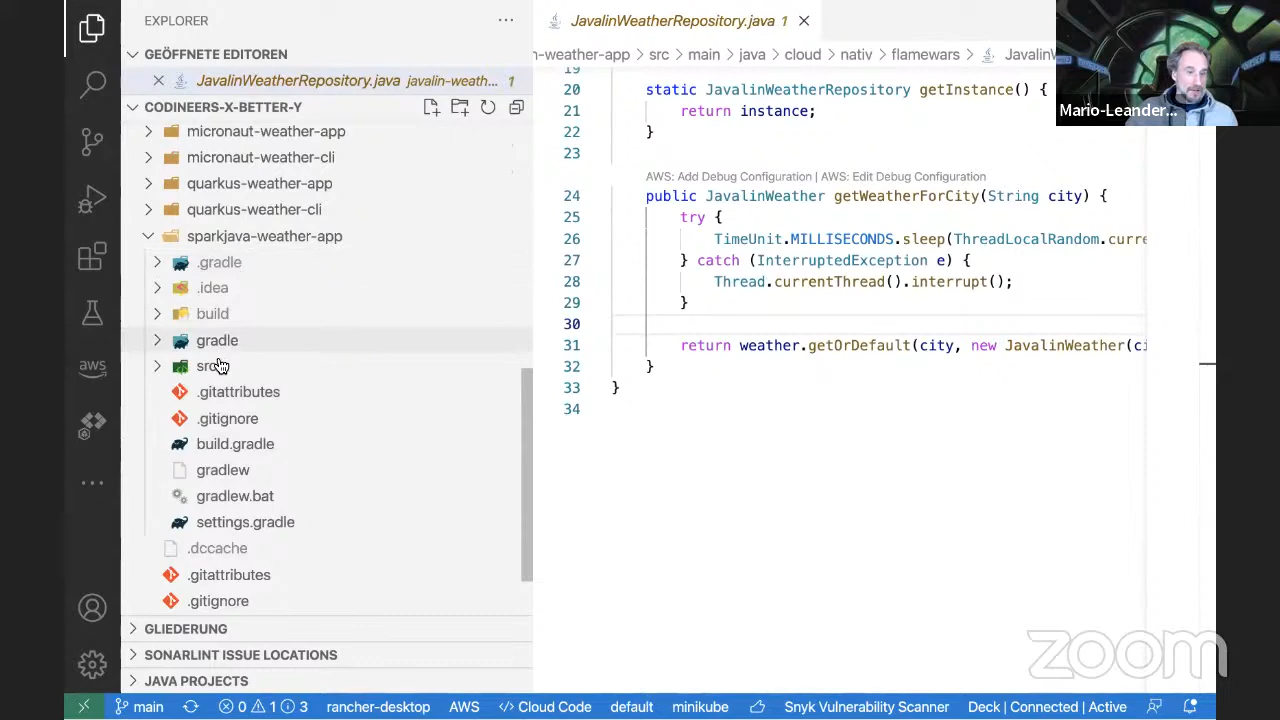 EXPLORER
GEÖFFNETE EDITOREN
JavalinWeatherRepository.java javalin-weath... 1
CODINEERS-X-BETTER-Y
micronaut-weather-app
micronaut-weather-cli
quarkus-weather-app
quarkus-weather-cli
sparkjava-weather-app
.gradle
.idea
build
gradle
src
.gitattributes
.gitignore
build.gradle
gradlew
gradlew.bat
settings.gradle
.dccache
.gitattributes
.gitignore
GLIEDERUNG
SONARLINT ISSUE LOCATIONS
JAVA PROJECTS
aws
JavalinWeatherRepository.java 1
n-weather-app > src > main > java > cloud > nativ > flamewars > JavalinW
19
20 static JavalinWeatherRepository getInstance() {
21 return instance;
22 }
23
AWS: Add Debug Configuration | AWS: Edit Debug Configuration
24 public JavalinWeather getWeatherForCity(String city) {
25 try {
26 TimeUnit.MILLISECONDS.sleep(ThreadLocalRandom.curre
27 } catch (InterruptedException e) {
28 Thread.currentThread().interrupt();
29 }
30
31 return weather.getOrDefault(city, new JavalinWeather(ci
32 }
33 }
34
Mario-Leander...
zoom
main 0 1 3 rancher-desktop AWS Cloud Code default minikube Snyk Vulnerability Scanner Deck | Connected | Active